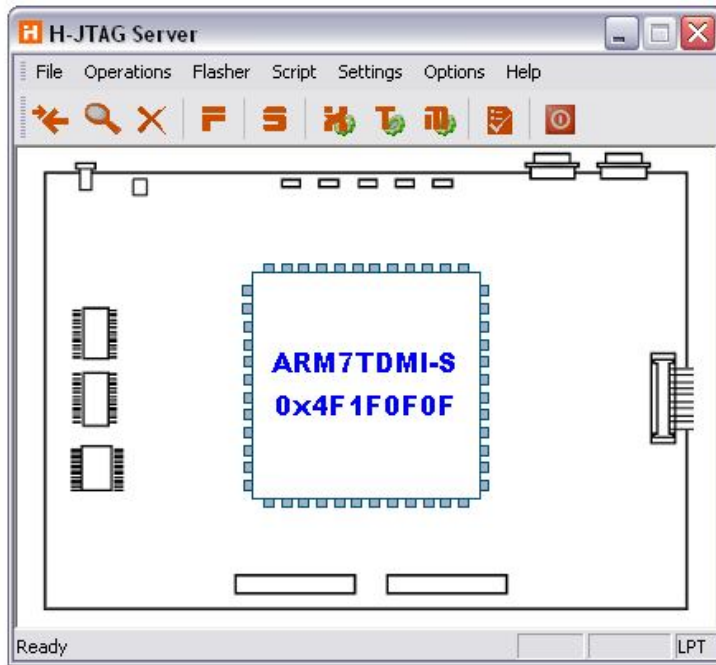 H-JTAG Server
File Operations Flasher Script Settings Options Help
ARM7TDMI-S
0x4F1F0F0F
Ready LPT